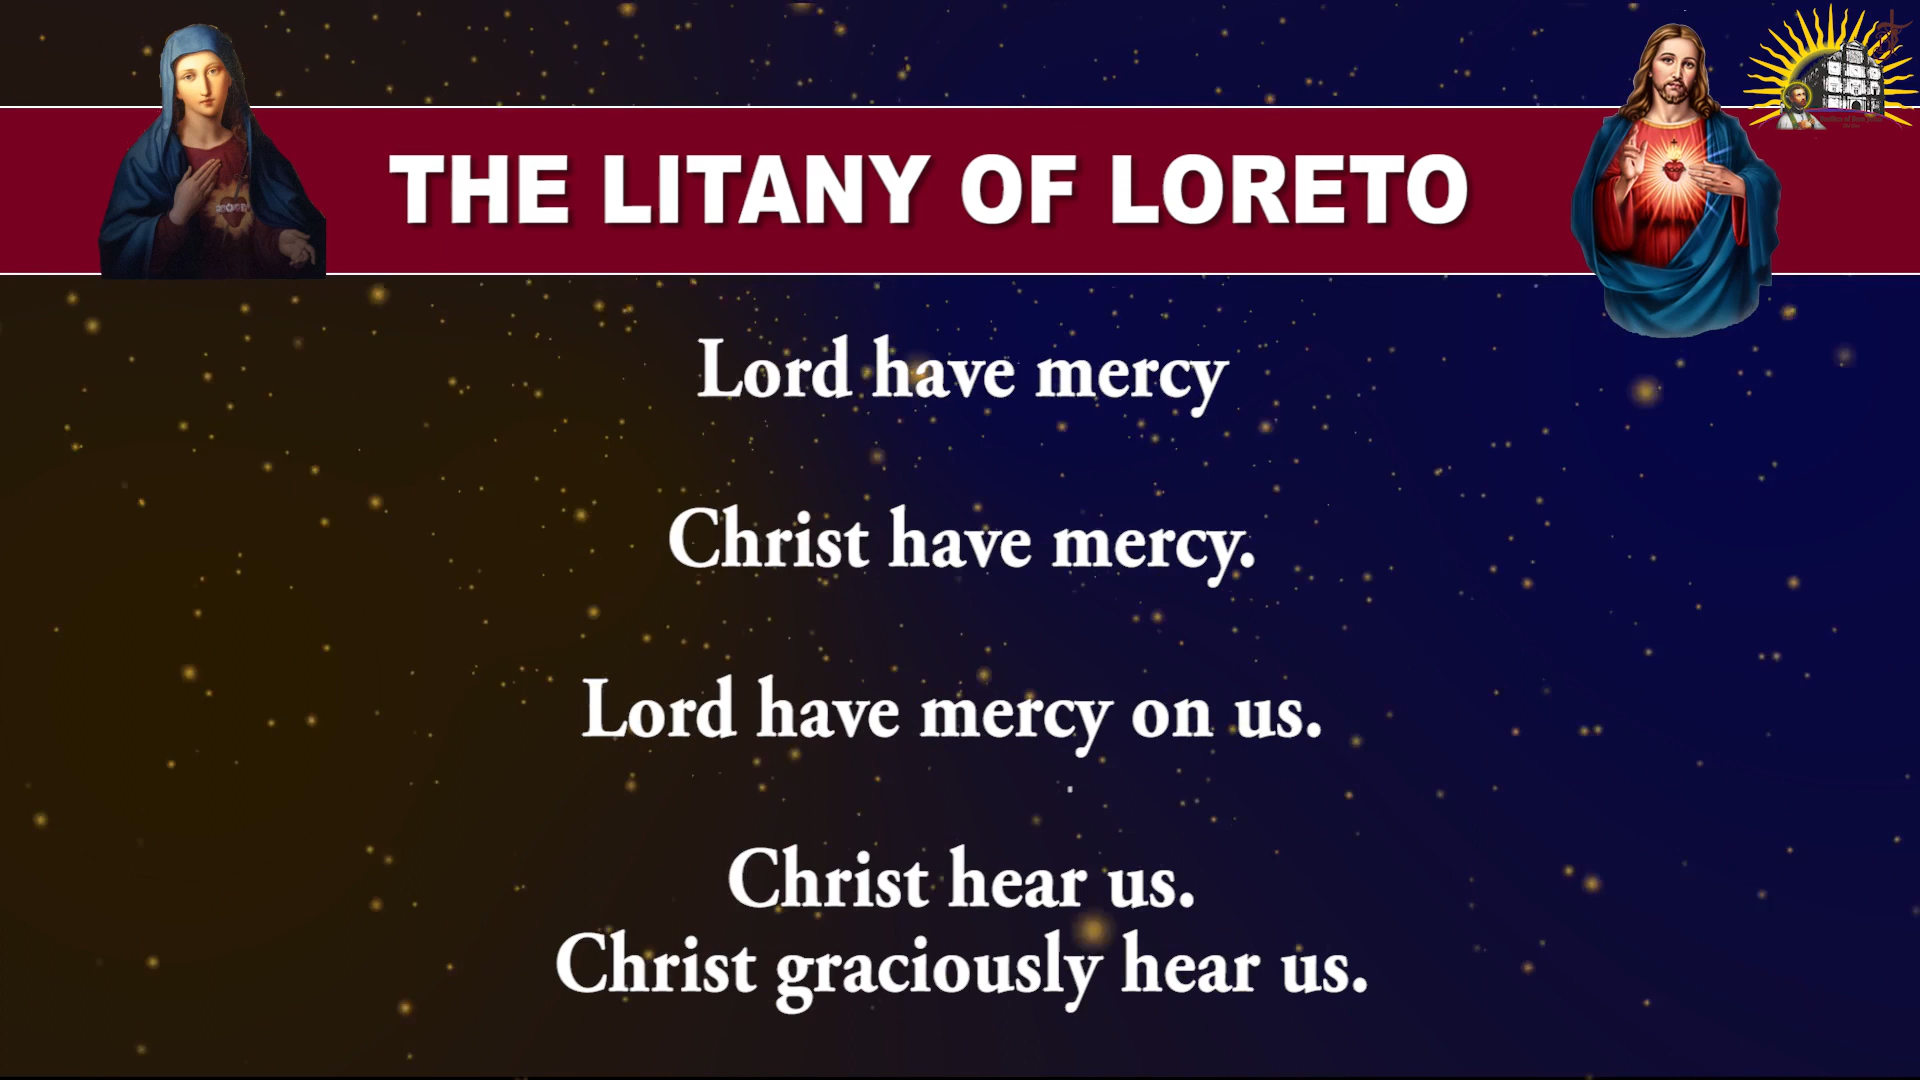 THE LITANY OF LORETO
Lord have mercy
Christ have mercy.
Lord have mercy on us.
Christ hear us.
Christ graciously hear us.